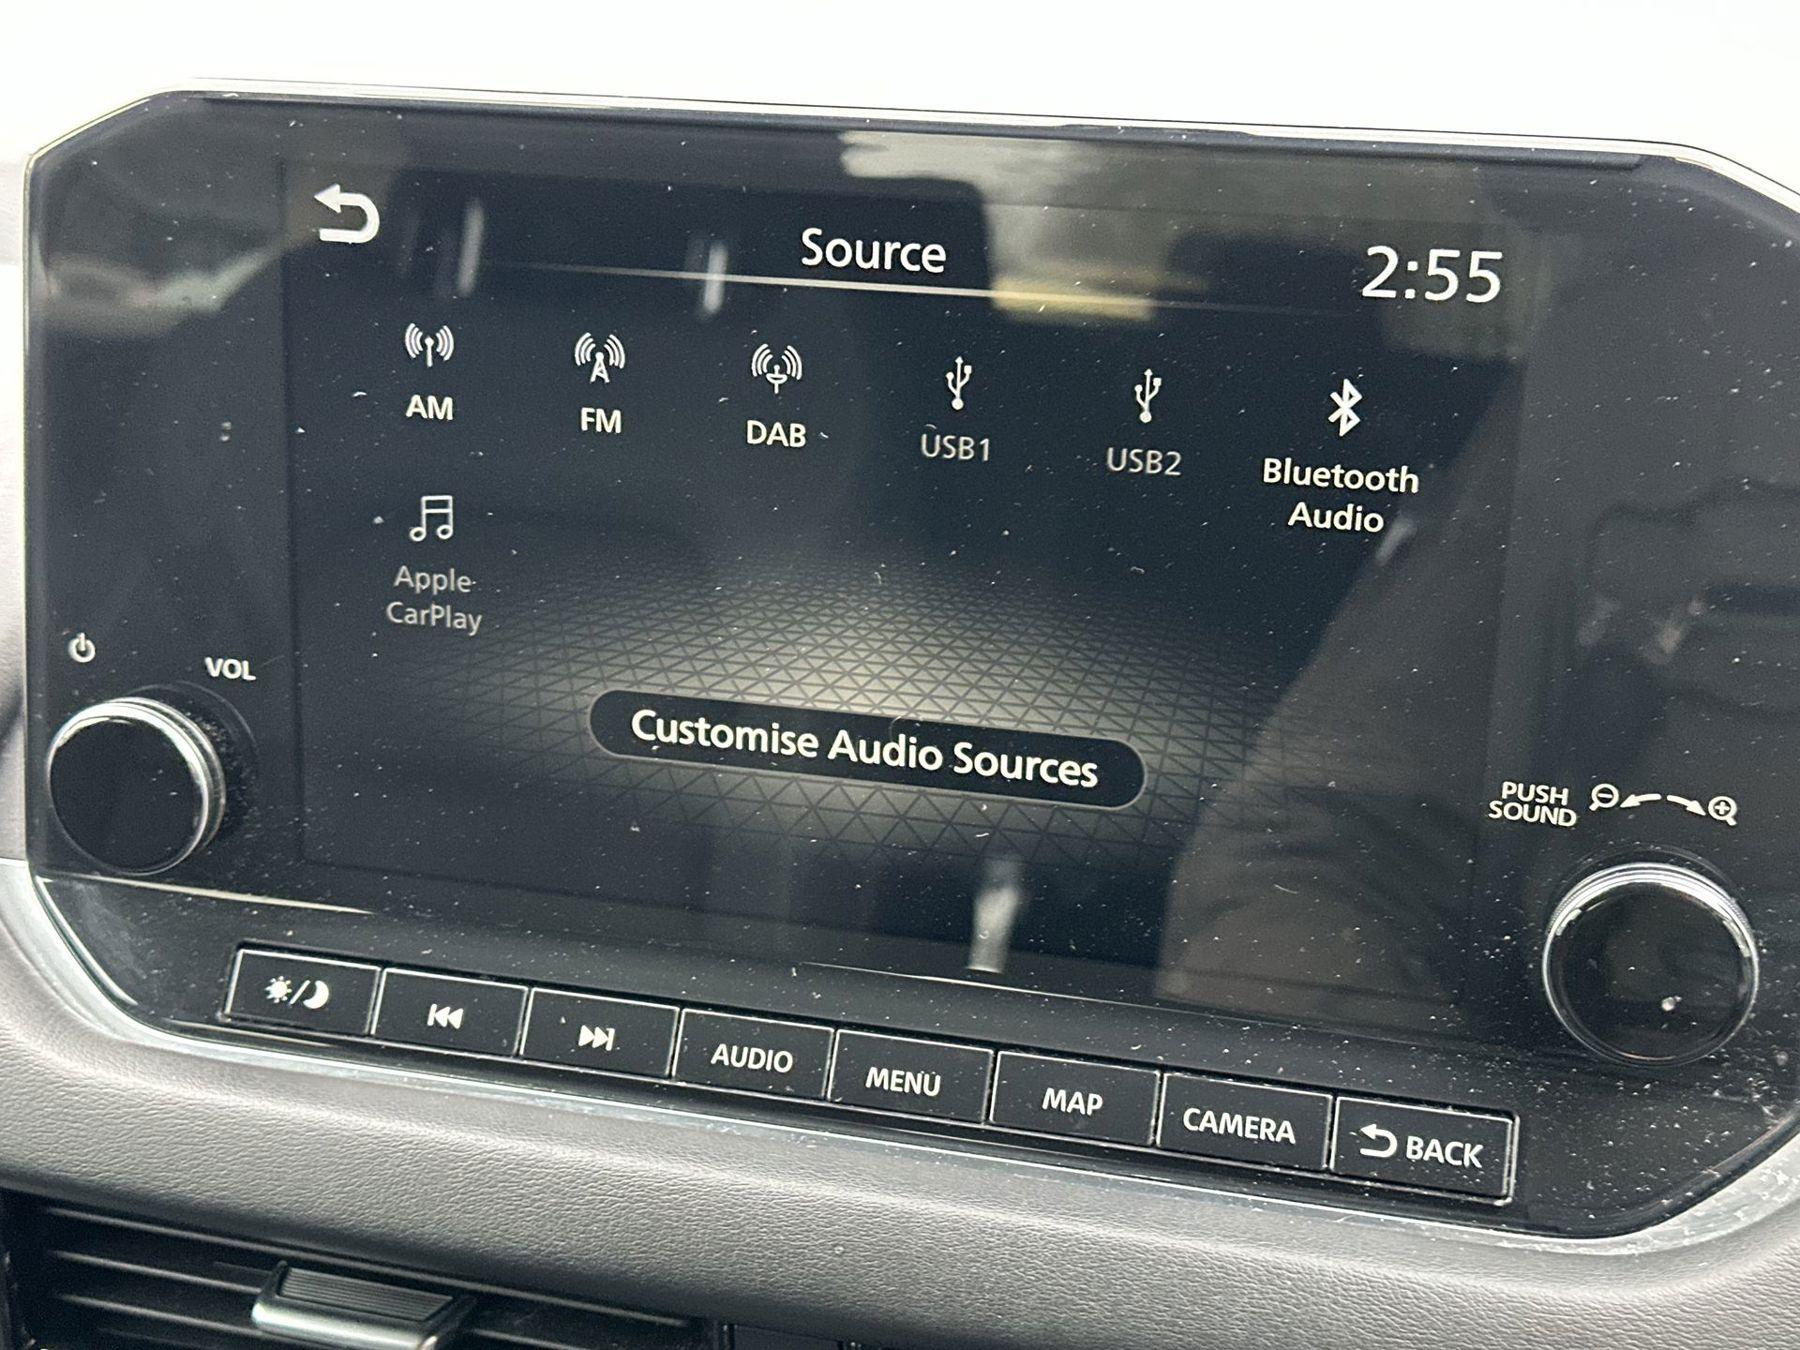 Source
2:55
AM
FM
DAB
USB1
USB2
Bluetooth
Audio
Apple
CarPlay
Customise Audio Sources
VOL
PUSH
SOUND
AUDIO
MENU
MAP
CAMERA
BACK